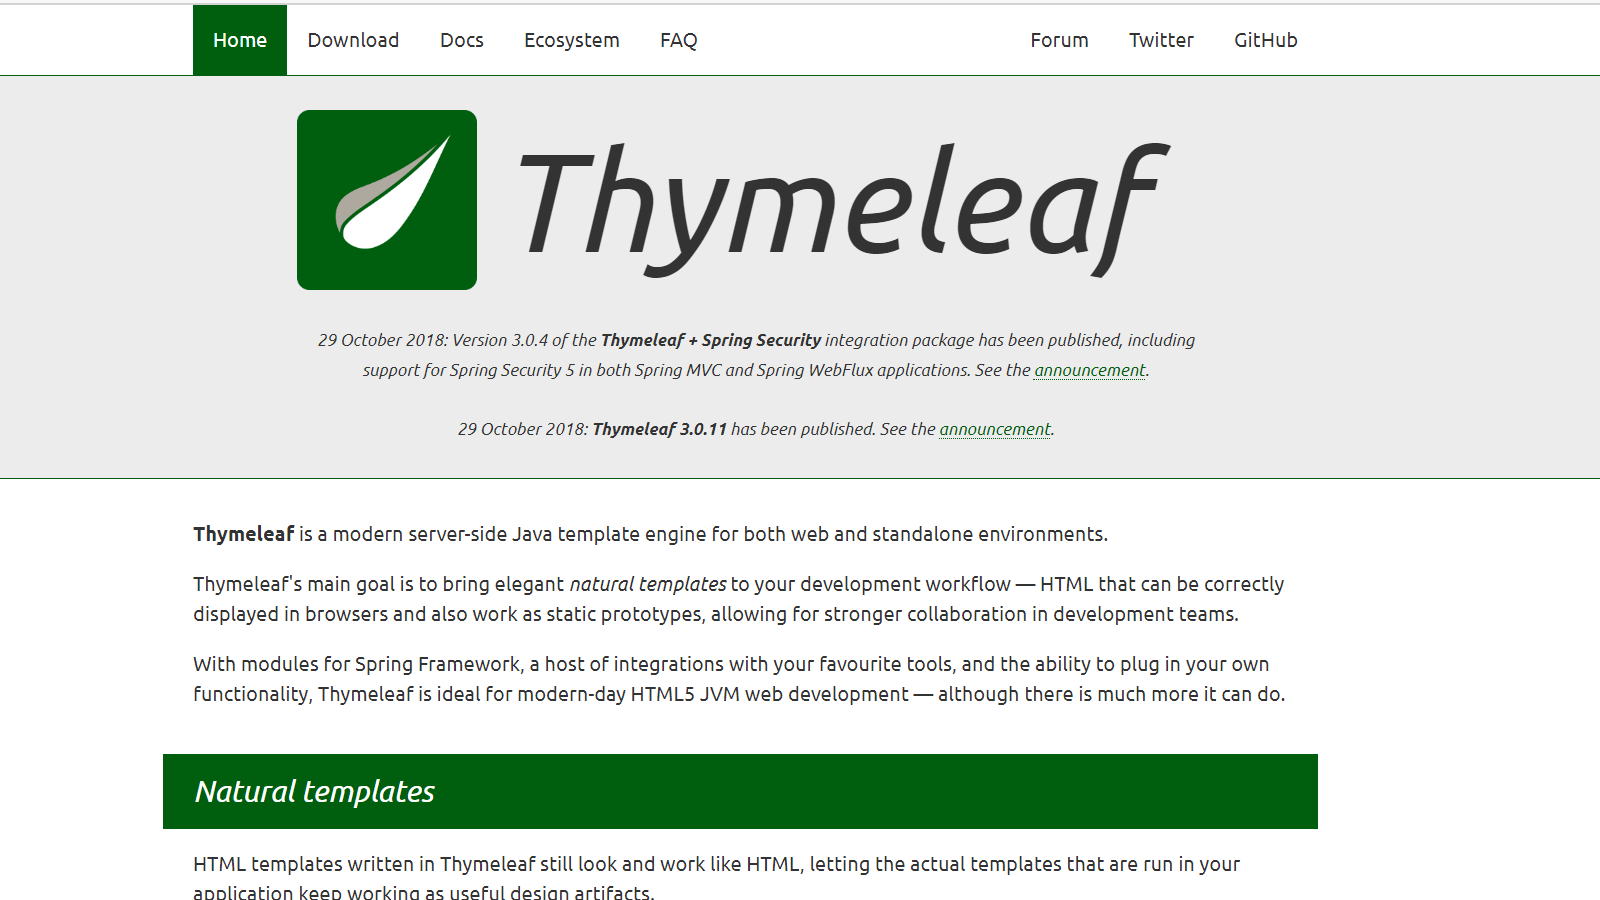 Home Download Docs Ecosystem FAQ Forum Twitter GitHub
Thymeleaf
29 October 2018: Version 3.0.4 of the Thymeleaf + Spring Security integration package has been published, including
support for Spring Security 5 in both Spring MVC and Spring WebFlux applications. See the announcement.
29 October 2018: Thymeleaf 3.0.11 has been published. See the announcement.
Thymeleaf is a modern server-side Java template engine for both web and standalone environments.
Thymeleaf's main goal is to bring elegant natural templates to your development workflow — HTML that can be correctly
displayed in browsers and also work as static prototypes, allowing for stronger collaboration in development teams.
With modules for Spring Framework, a host of integrations with your favourite tools, and the ability to plug in your own
functionality, Thymeleaf is ideal for modern-day HTML5 JVM web development — although there is much more it can do.
Natural templates
HTML templates written in Thymeleaf still look and work like HTML, letting the actual templates that are run in your
application keep working as useful design artifacts.